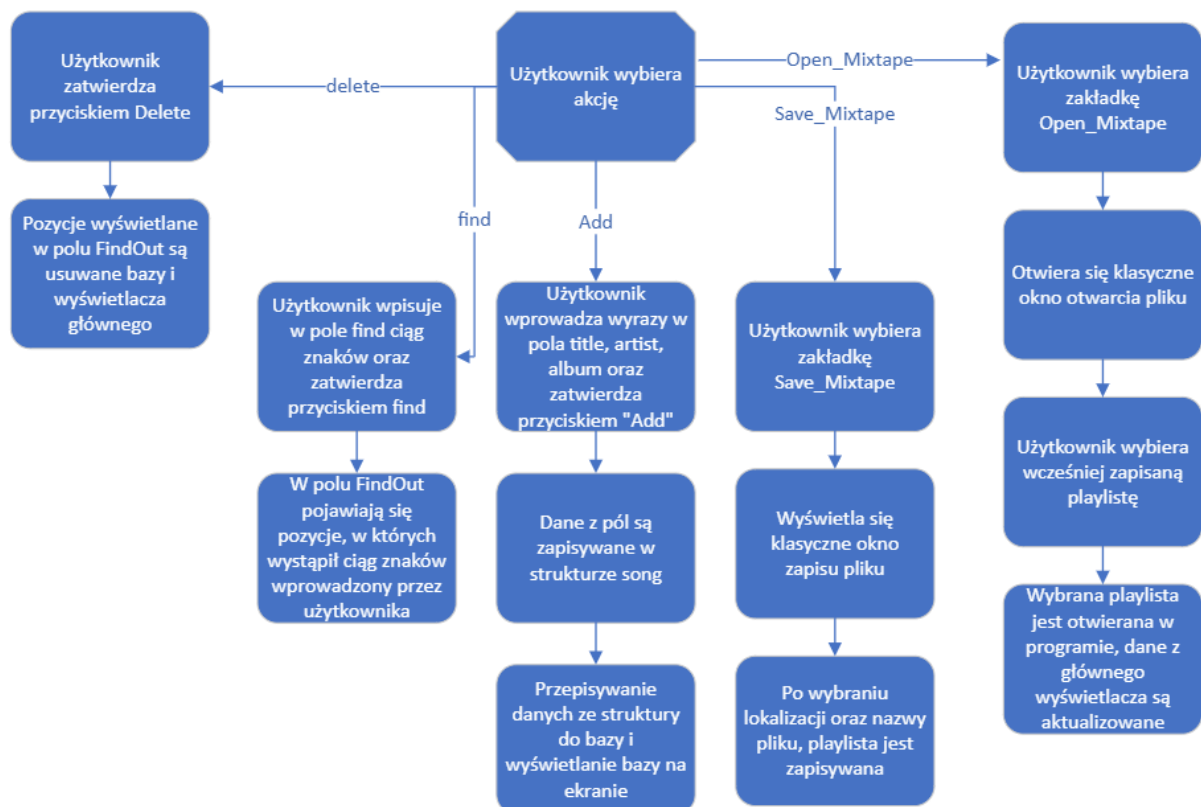 Użytkownik
zatwierdza
przyciskiem Delete
delete
Użytkownik wybiera
akcję
Open_Mixtape
Save_Mixtape
Użytkownik wybiera
zakładkę
Open_Mixtape
find
Add
Pozycje wyświetlane
w polu FindOut są
usuwane bazy i
wyświetlacza
głównego
Użytkownik wpisuje
w pole find ciąg
znaków oraz
zatwierdza
przyciskiem find
Użytkownik
wprowadza wyrazy w
pola title, artist,
album oraz
zatwierdza
przyciskiem "Add"
Użytkownik wybiera
zakładkę
Save_Mixtape
Otwiera się klasyczne
okno otwarcia pliku
W polu FindOut
pojawiają się
pozycje, w których
wystąpił ciąg znaków
wprowadzony przez
użytkownika
Dane z pól są
zapisywane w
strukturze song
Wyświetla się
klasyczne okno
zapisu pliku
Użytkownik wybiera
wcześniej zapisaną
playlistę
Przepisywanie
danych ze struktury
do bazy i
wyświetlanie bazy na
ekranie
Po wybraniu
lokalizacji oraz nazwy
pliku, playlista jest
zapisywana
Wybrana playlista
jest otwierana w
programie, dane z
głównego
wyświetlacza są
aktualizowane